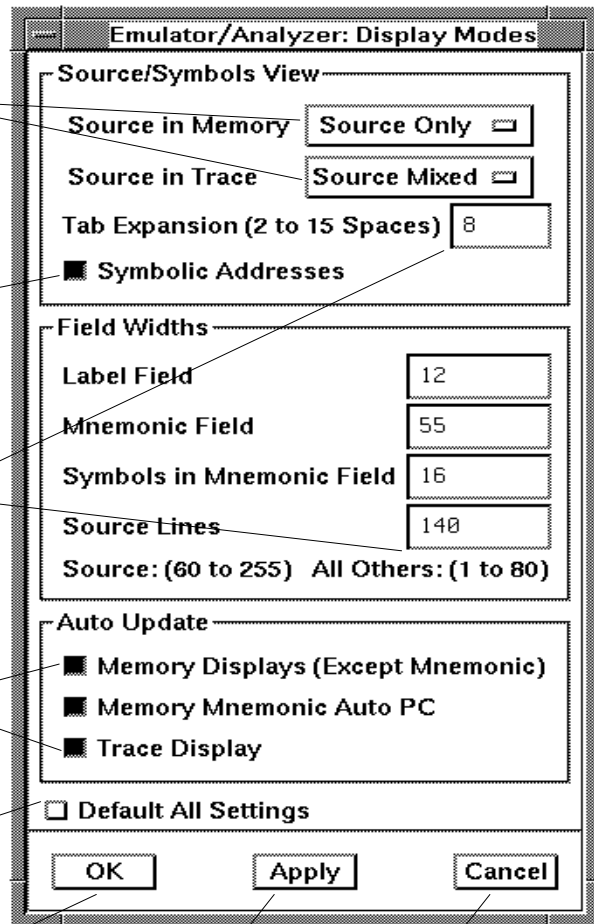 Emulator/Analyzer: Display Modes
Source/Symbols View
Source in Memory Source Only
Source in Trace Source Mixed
Tab Expansion (2 to 15 Spaces) 8
Symbolic Addresses
Field Widths
Label Field 12
Mnemonic Field 55
Symbols in Mnemonic Field 16
Source Lines 140
Source: (60 to 255) All Others: (1 to 80)
Auto Update
Memory Displays (Except Mnemonic)
Memory Mnemonic Auto PC
Trace Display
Default All Settings
OK Apply Cancel